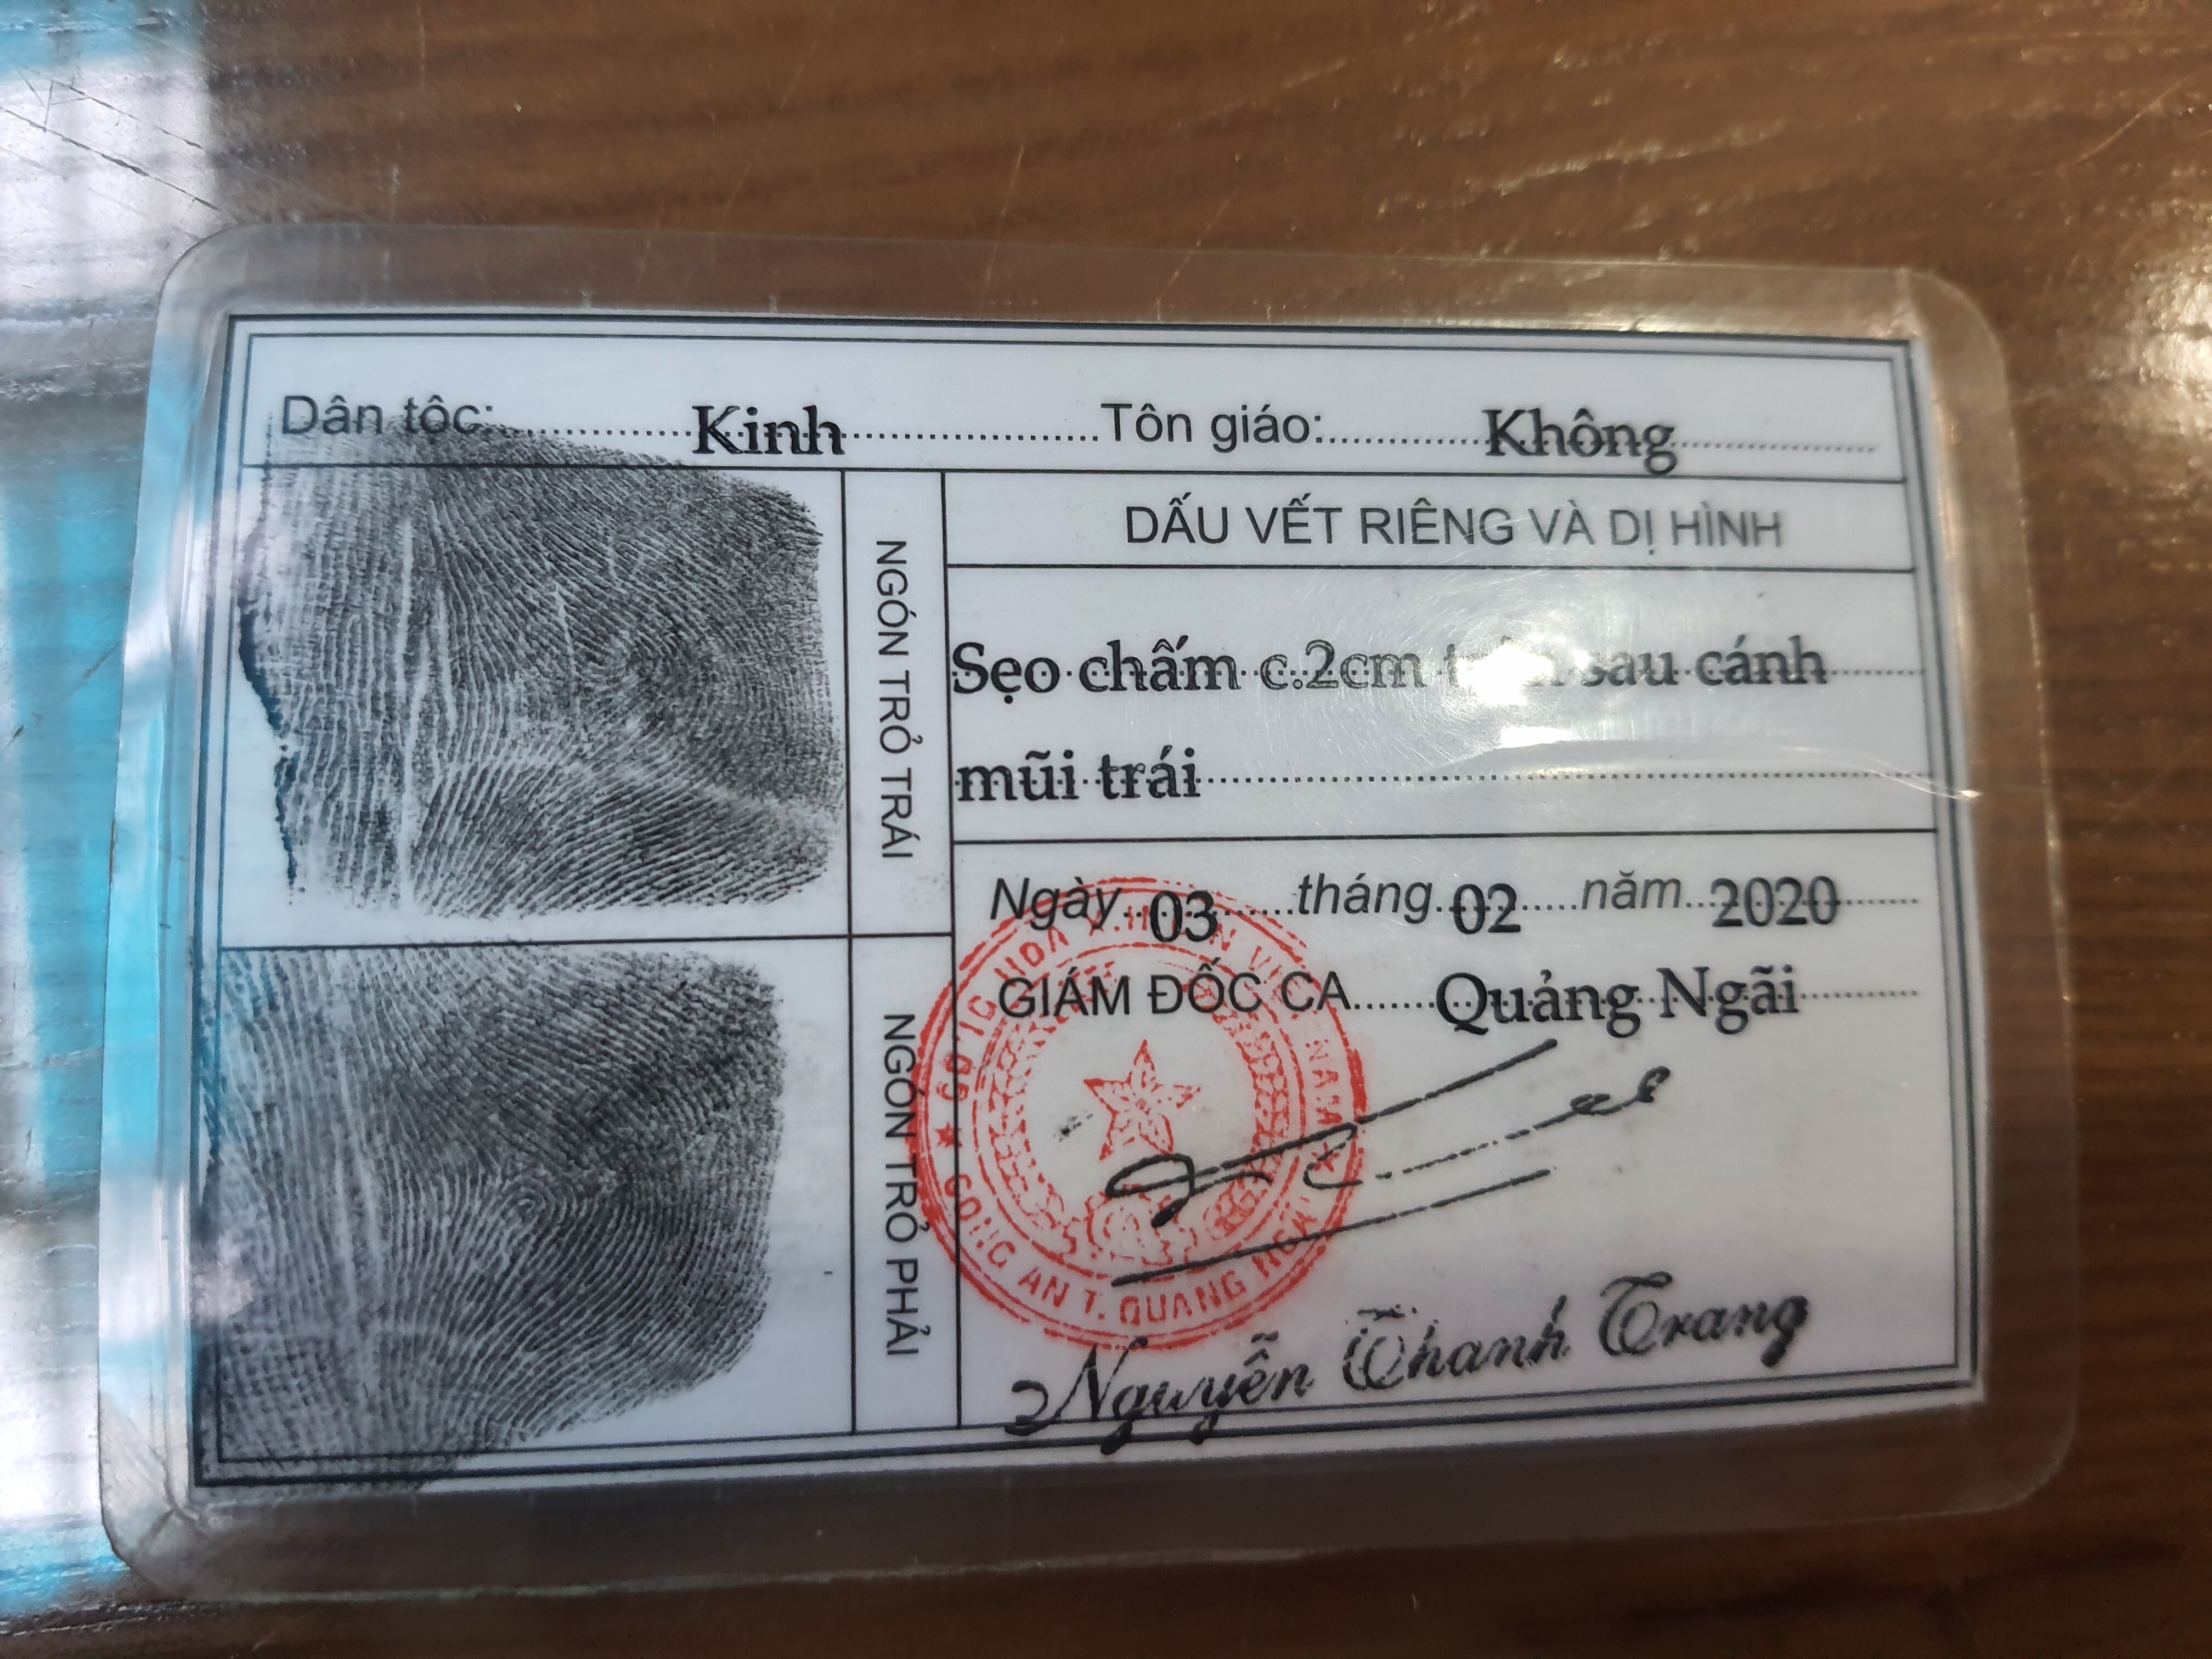 Dân tộc: Kinh Tôn giáo: Không
NGÓN TRỎ TRÁI
DẤU VẾT RIÊNG VÀ DỊ HÌNH
Sẹo chấm c.2cm sau cánh
mũi trái
Ngày 03 tháng 02 năm 2020
GIÁM ĐỐC CA Quảng Ngãi
NGÓN TRỎ PHẢI
CÔNG AN T. QUẢNG NGÃI
Nguyễn Thanh Trang